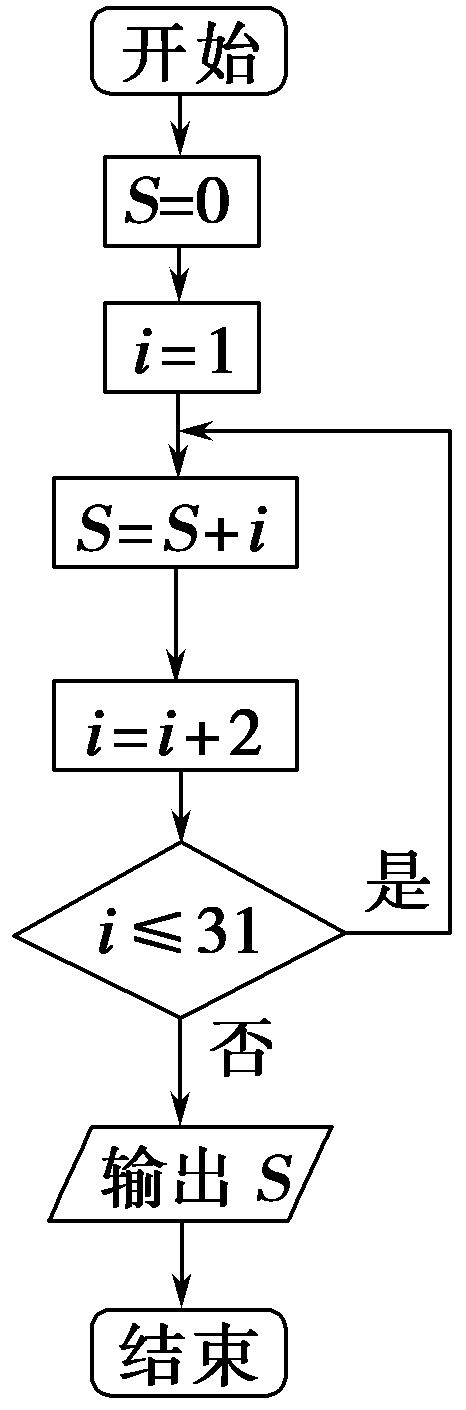 开始
S=0
i=1
S=S+i
i=i+2
i≤31
是
否
输出 S
结束